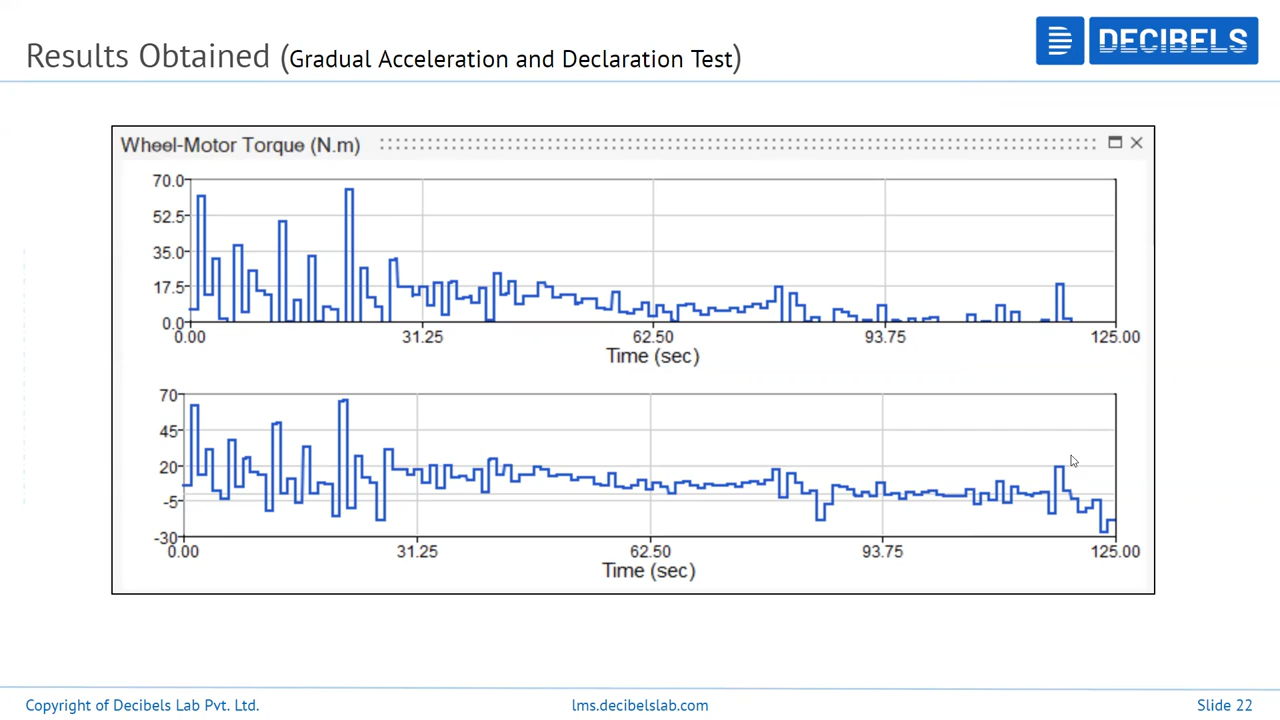 Results Obtained (Gradual Acceleration and Declaration Test)
DECIBELS
Wheel-Motor Torque (N.m)
70.0
52.5
35.0
17.5
0.0
0.00 31.25 62.50 93.75 125.00
Time (sec)
70
45
20
-5
-30
0.00 31.25 62.50 93.75 125.00
Time (sec)
Copyright of Decibels Lab Pvt. Ltd. lms.decibelslab.com Slide 22